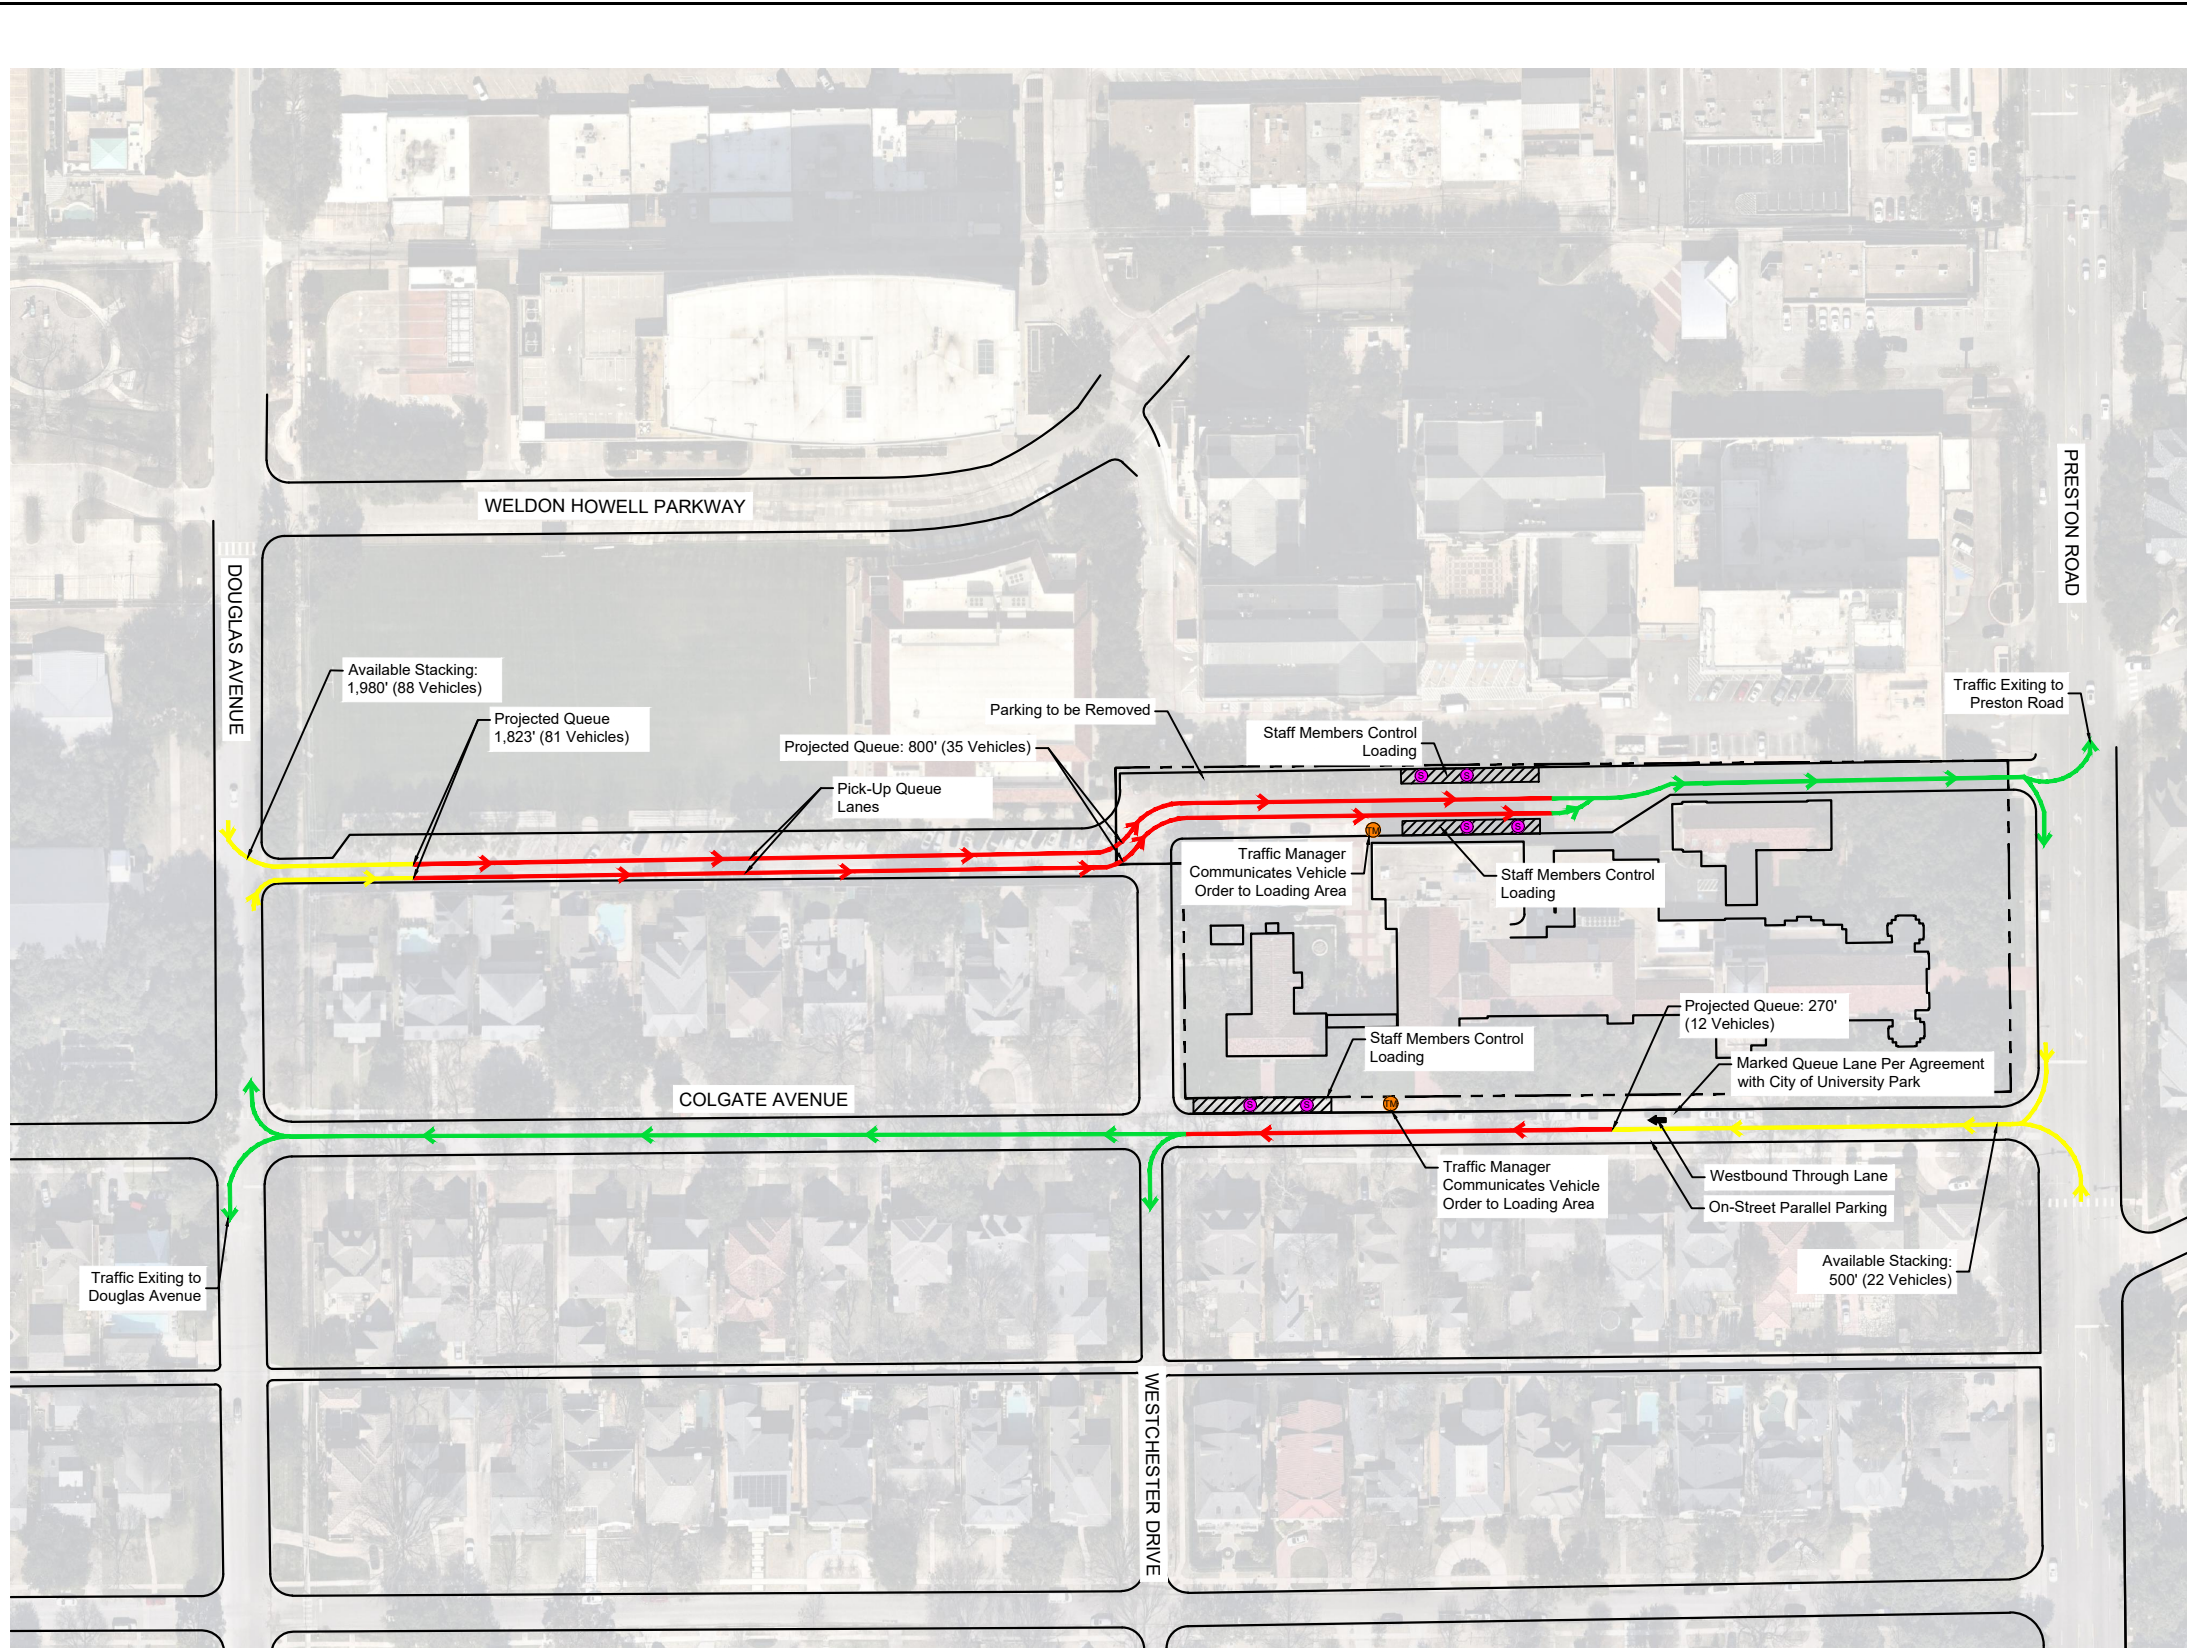 WELDON HOWELL PARKWAY
PRESTON ROAD
DOUGLAS AVENUE
Available Stacking:
1,980' (88 Vehicles)
Projected Queue
1,823' (81 Vehicles)
Parking to be Removed
Projected Queue: 800' (35 Vehicles)
Pick-Up Queue
Lanes
Staff Members Control
Loading
Traffic Exiting to
Preston Road
S
S
TM
S
S
Traffic Manager
Communicates Vehicle
Order to Loading Area
Staff Members Control
Loading
Projected Queue: 270'
(12 Vehicles)
Staff Members Control
Loading
Marked Queue Lane Per Agreement
with City of University Park
COLGATE AVENUE
S
S
TM
Traffic Manager
Communicates Vehicle
Order to Loading Area
Westbound Through Lane
On-Street Parallel Parking
Available Stacking:
500' (22 Vehicles)
Traffic Exiting to
Douglas Avenue
WESTCHESTER DRIVE